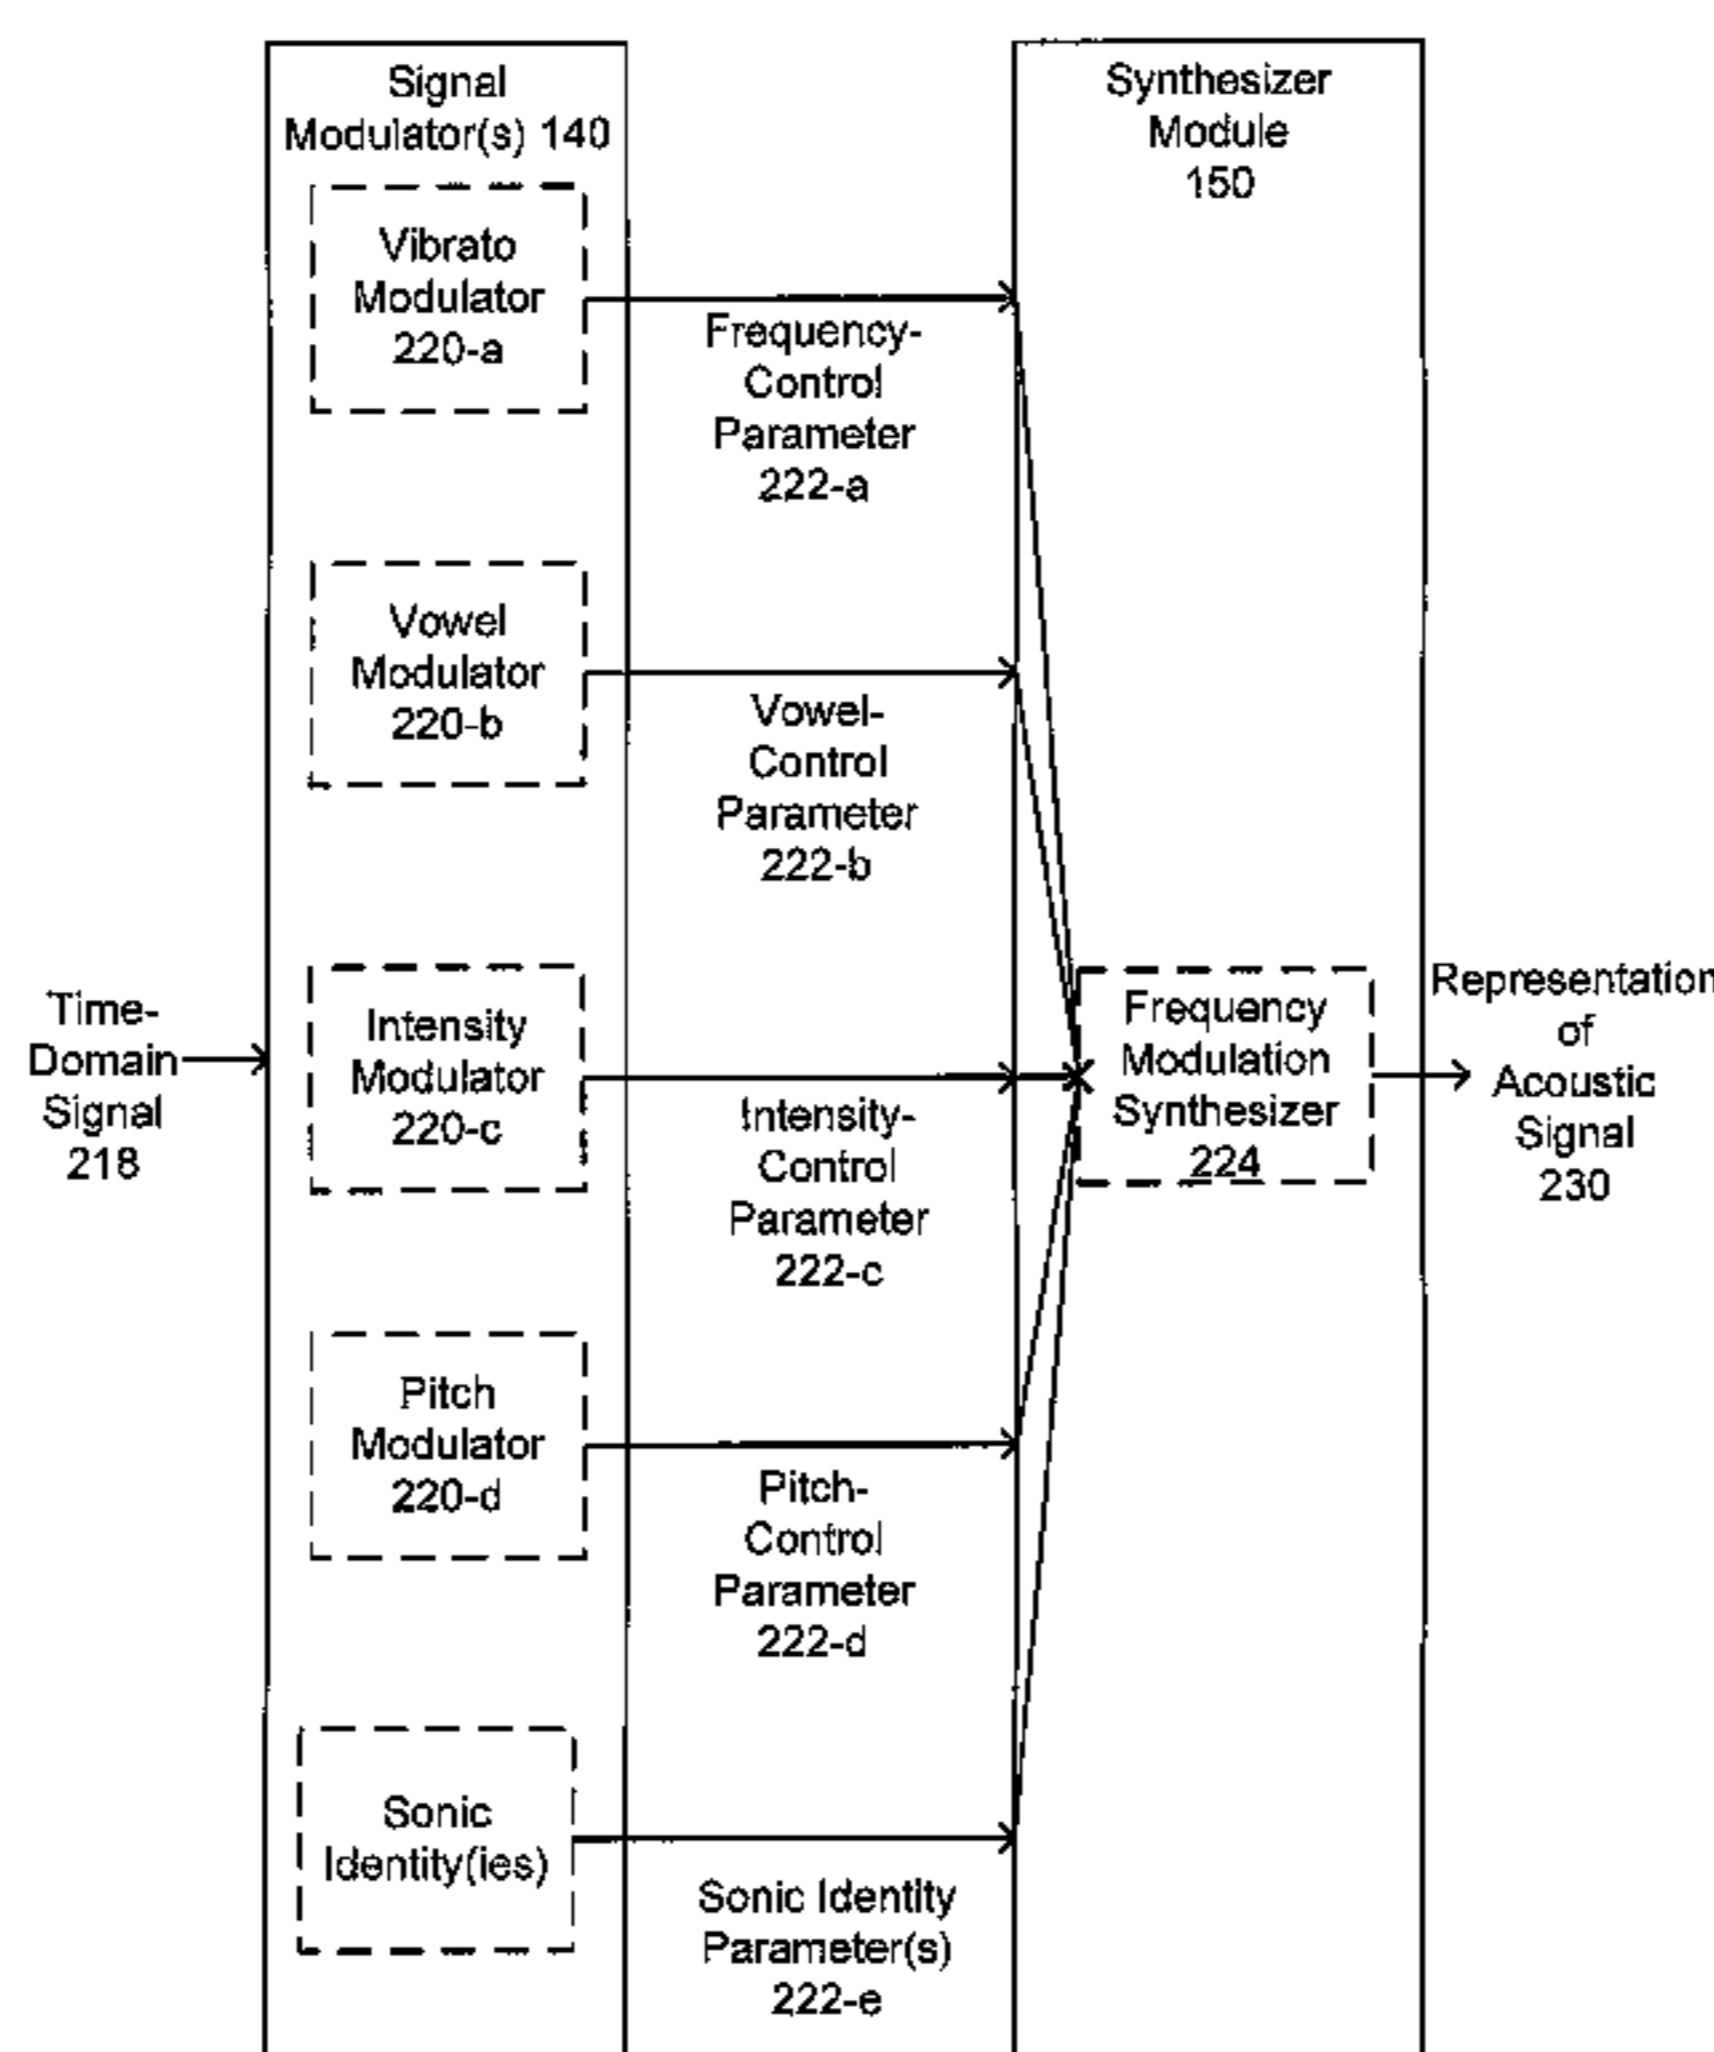 Signal
Modulator(s) 140
Synthesizer
Module
150
Vibrato
Modulator
220-a
Frequency-
Control
Parameter
222-a
Vowel
Modulator
220-b
Vowel-
Control
Parameter
222-b
Time-
Domain
Signal
218
Intensity
Modulator
220-c
Intensity-
Control
Parameter
222-c
Frequency
Modulation
Synthesizer
224
Representation
of
Acoustic
Signal
230
Pitch
Modulator
220-d
Pitch-
Control
Parameter
222-d
Sonic
Identity(ies)
Sonic Identity
Parameter(s)
222-e